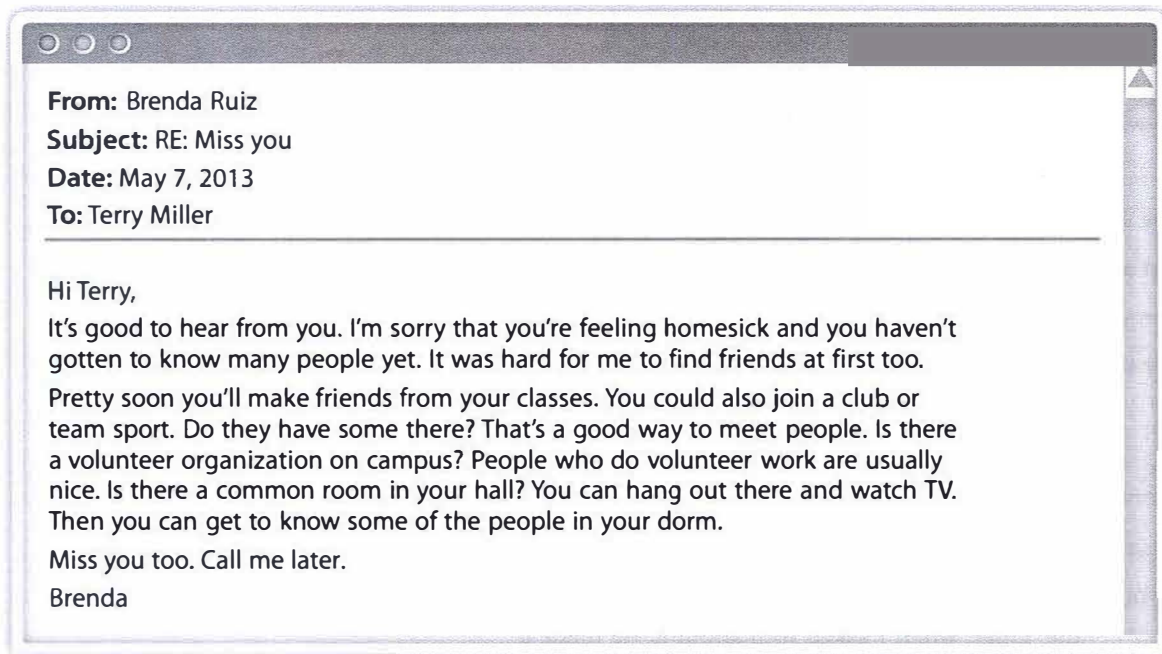 From: Brenda Ruiz
Subject: RE: Miss you
Date: May 7, 2013
To: Terry Miller
Hi Terry,
It's good to hear from you. I'm sorry that you're feeling homesick and you haven't
gotten to know many people yet. It was hard for me to find friends at first too.
Pretty soon you'll make friends from your classes. You could also join a club or
team sport. Do they have some there? That's a good way to meet people. Is there
a volunteer organization on campus? People who do volunteer work are usually
nice. Is there a common room in your hall? You can hang out there and watch TV.
Then you can get to know some of the people in your dorm.
Miss you too. Call me later.
Brenda